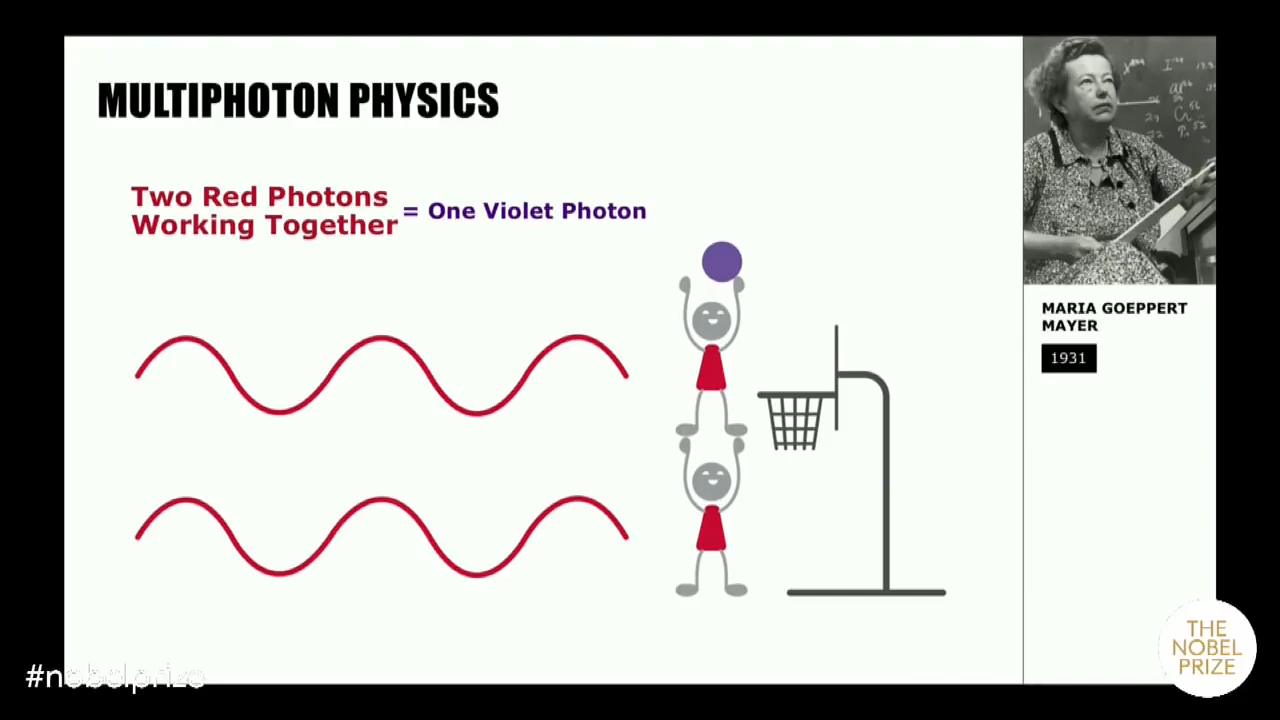 MULTIPHOTON PHYSICS
Two Red Photons
Working Together
= One Violet Photon
MARIA GOEPPERT
MAYER
1931
THE
NOBEL
PRIZE
#nobelprize